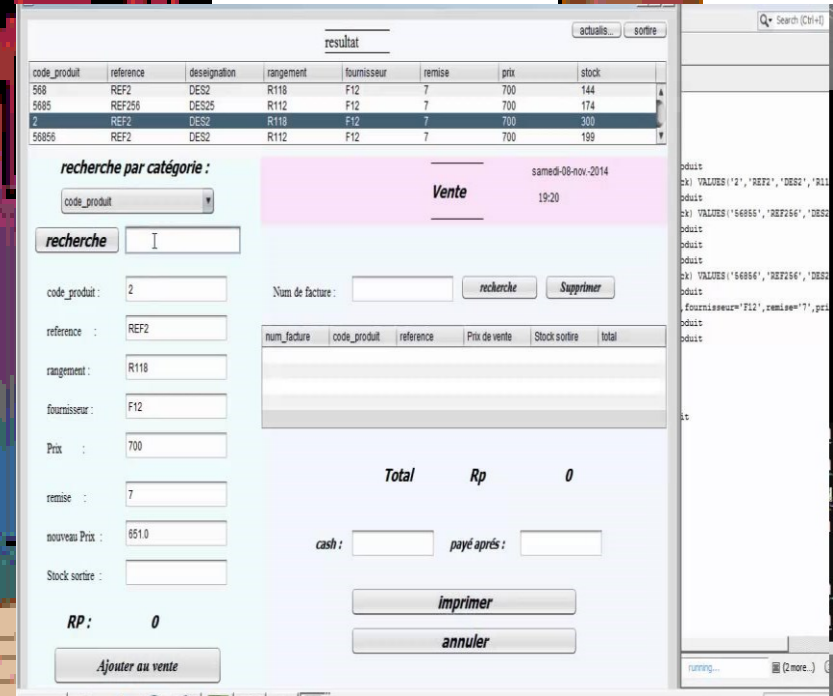 Search (Ctrl+I)
actualis... sortire
resultat
code_produit reference deseignation rangement fournisseur remise prix stock
568 REF2 DES2 R118 F12 7 700 144
5685 REF256 DES25 R112 F12 7 700 174
2 REF2 DES2 R118 F12 7 700 300
56856 REF2 DES2 R112 F12 7 700 199
recherche par catégorie :
code_produit
recherche
code_produit : 2
reference : REF2
rangement : R118
fournisseur : F12
Prix : 700
remise : 7
nouveau Prix : 651.0
Stock sortire :
RP : 0
Ajouter au vente
Vente
samedi-08-nov.-2014
19:20
Num de facture : recherche Supprimer
num_facture code_produit reference Prix de vente Stock sortire total
Total Rp 0
cash : payé aprés :
imprimer
annuler
oduit
ck) VALUES('2','REF2','DES2','R11
oduit
ck) VALUES('56855','REF256','DES2
oduit
oduit
oduit
ck) VALUES('56856','REF256','DES2
oduit
,fournisseur='F12',remise='7',pri
oduit
oduit
it
running... (2 more...)